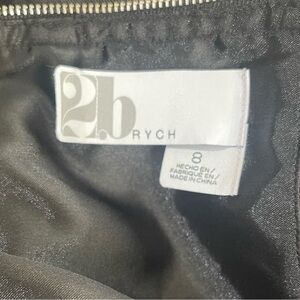 2b
RYCH
8
HECHO EN/
FABRIQUÉ EN/
MADE IN CHINA